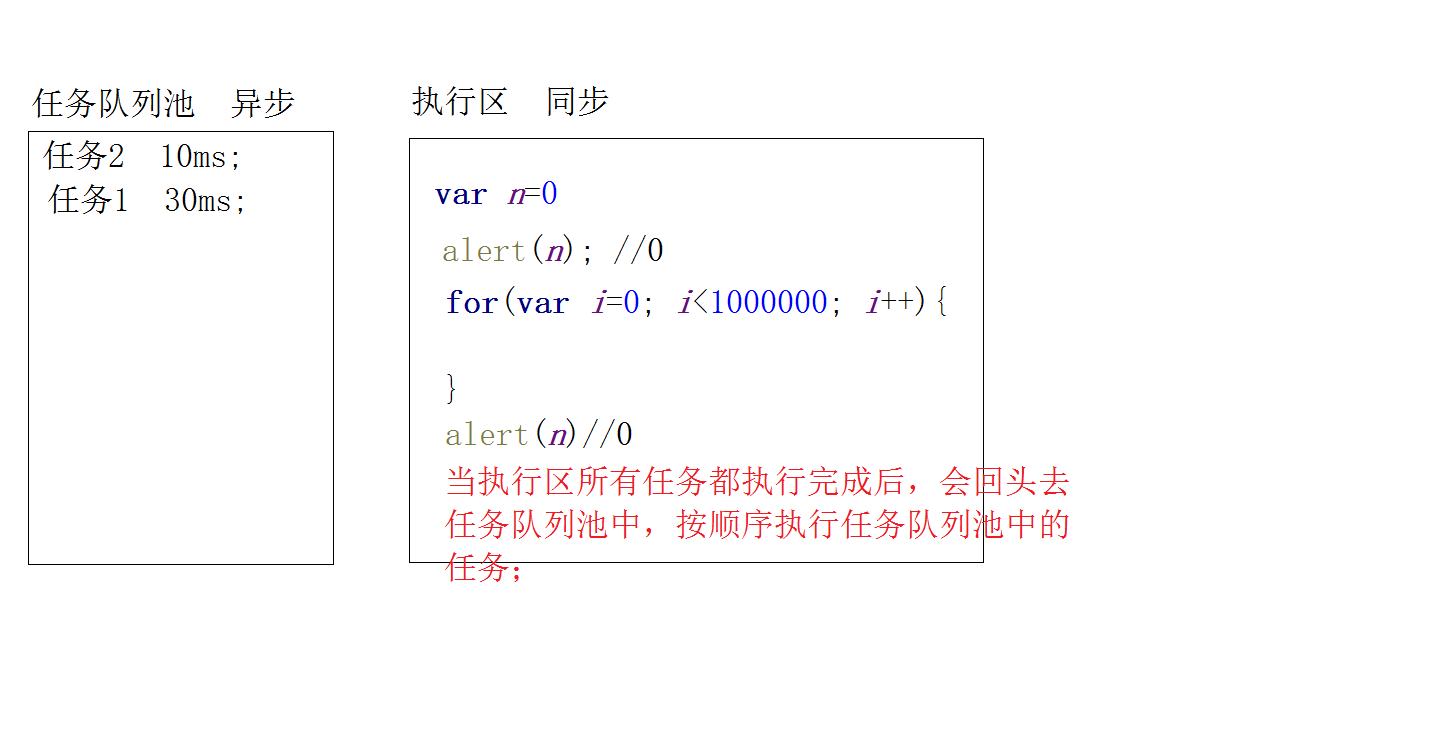 任务队列池  异步
任务2  10ms;
任务1  30ms;
执行区  同步
var n=0
alert(n); //0
for(var i=0; i<1000000; i++){
}
alert(n)//0
当执行区所有任务都执行完成后，会回头去
任务队列池中，按顺序执行任务队列池中的
任务；